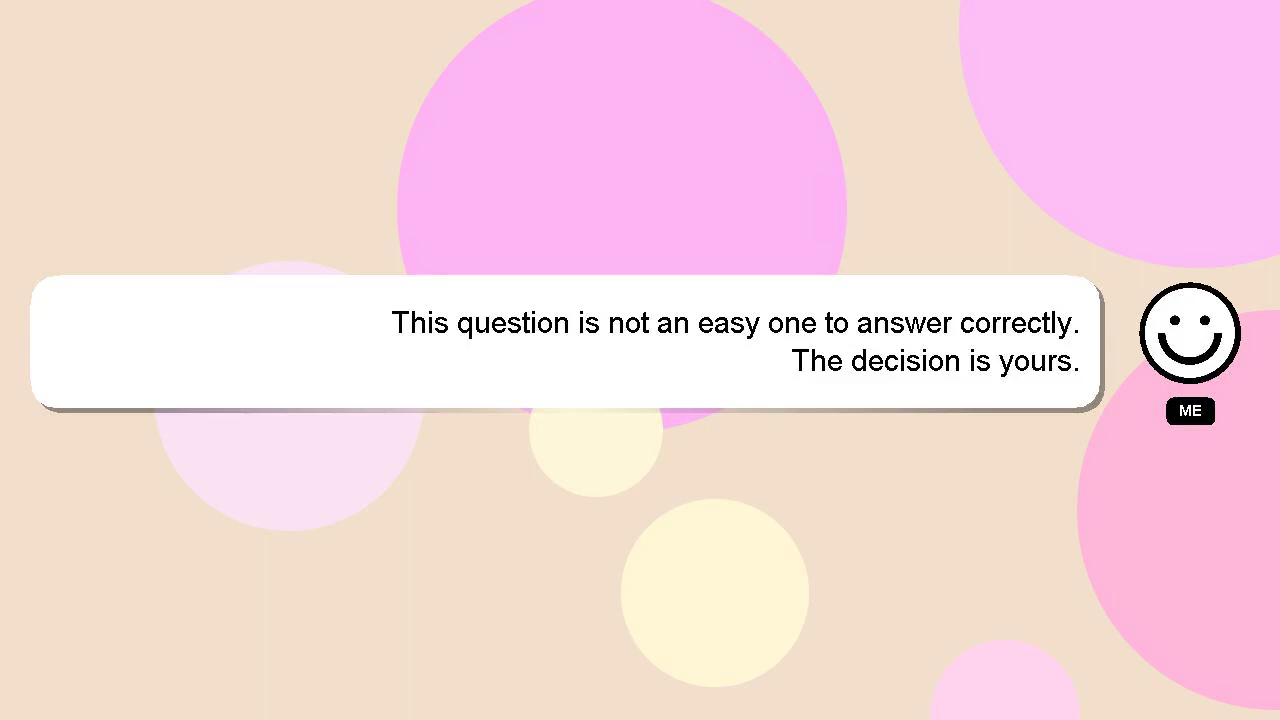 This question is not an easy one to answer correctly.
The decision is yours.
ME